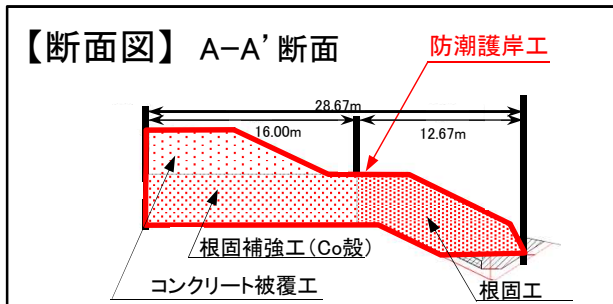 【断面図】 A−A’断面
防潮護岸工
28.67m
16.00m
12.67m
根固補強工(Co殻)
コンクリート被覆工
根固工